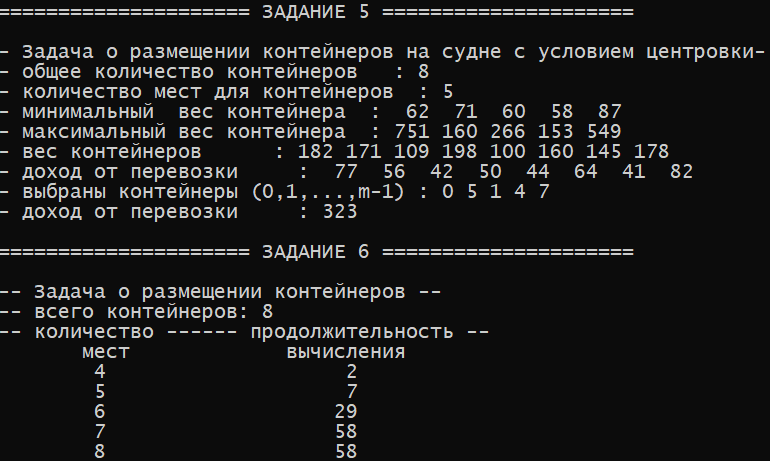 ===================== ЗАДАНИЕ 5 =====================
- Задача о размещении контейнеров на судне с условием центровки-
- общее количество контейнеров   : 8
- количество мест для контейнеров  : 5
- минимальный  вес контейнера  :  62  71  60  58  87
- максимальный вес контейнера  : 751 160 266 153 549
- вес контейнеров      : 182 171 109 198 100 160 145 178
- доход от перевозки     :  77  56  42  50  44  64  41  82
- выбраны контейнеры (0,1,...,m-1) : 0 5 1 4 7
- доход от перевозки     : 323
===================== ЗАДАНИЕ 6 =====================
-- Задача о размещении контейнеров --
-- всего контейнеров: 8
-- количество ------ продолжительность --
мест             вычисления
4                    2
5                    7
6                   29
7                   58
8                   58